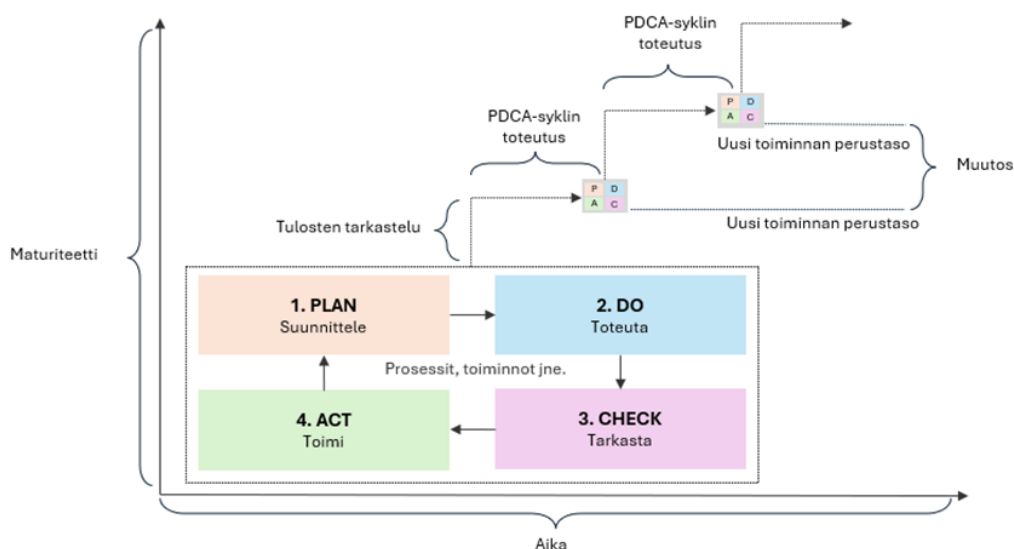 PDCA-syklin
toteutus
P D
A C
PDCA-syklin
toteutus
Uusi toiminnan perustaso
Muutos
P D
A C
Tulosten tarkastelu
Uusi toiminnan perustaso
Maturiteetti
1. PLAN
Suunnittele
2. DO
Toteuta
Prosessit, toiminnot jne.
4. ACT
Toimi
3. CHECK
Tarkasta
Aika